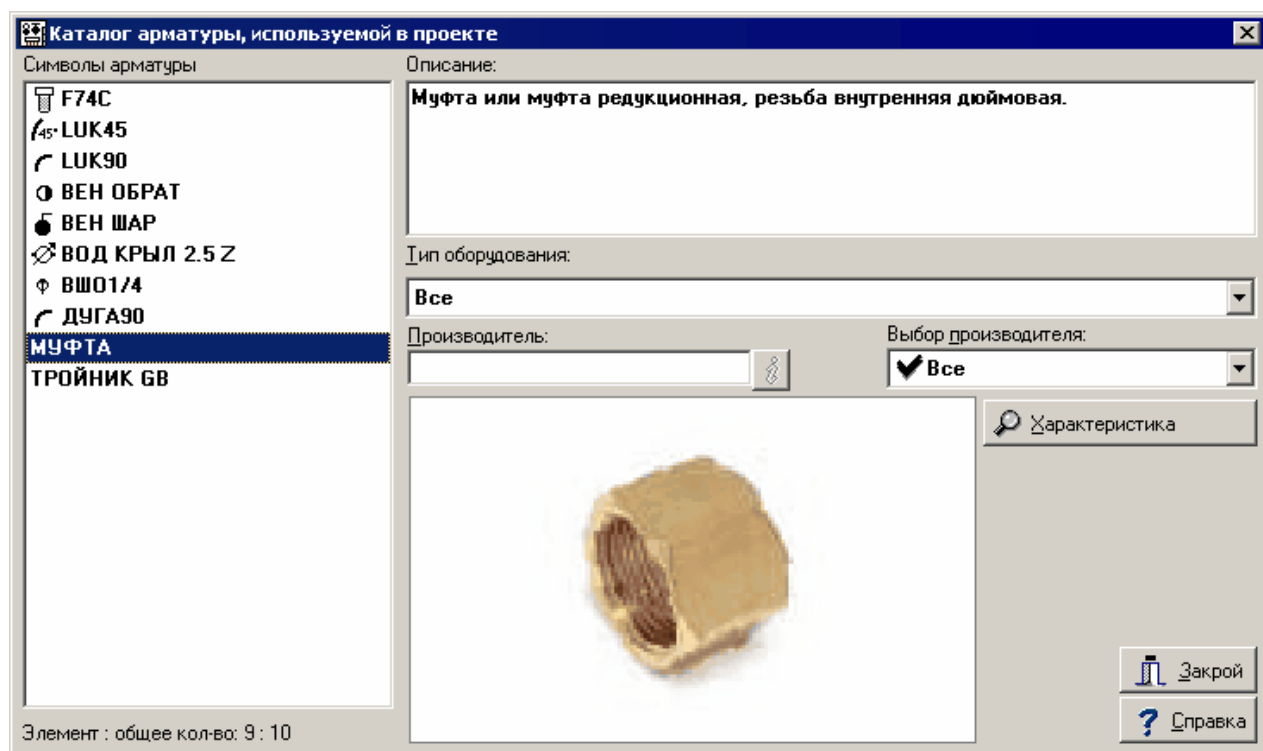 Каталог арматуры, используемой в проекте
Символы арматуры
F74C
45° LUK45
LUK90
ВЕН ОБРАТ
ВЕН ШАР
ВОД КРЫЛ 2.5 Z
ВШО1/4
ДУГА90
МУФТА
ТРОЙНИК GB
Элемент : общее кол-во: 9 : 10
Описание:
Муфта или муфта редукционная, резьба внутренняя дюймовая.
Тип оборудования:
Все
Производитель:
Выбор производителя:
Все
Характеристика
Закрой
Справка